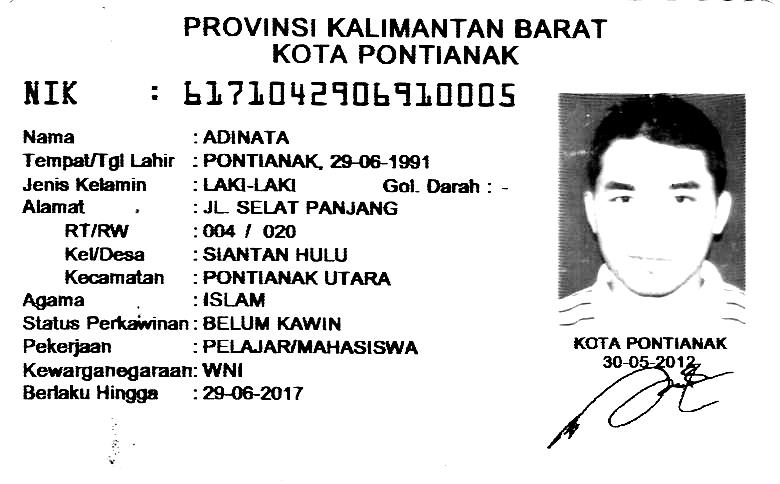 PROVINSI KALIMANTAN BARAT
KOTA PONTIANAK
NIK : 6171042906910005
Nama : ADINATA
Tempat/Tgl Lahir : PONTIANAK, 29-06-1991
Jenis Kelamin : LAKI-LAKI Gol. Darah : -
Alamat : JL. SELAT PANJANG
RT/RW : 004 / 020
Kel/Desa : SIANTAN HULU
Kecamatan : PONTIANAK UTARA
Agama : ISLAM
Status Perkawinan : BELUM KAWIN
Pekerjaan : PELAJAR/MAHASISWA
Kewarganegaraan: WNI
Berlaku Hingga : 29-06-2017
KOTA PONTIANAK
30-05-2012